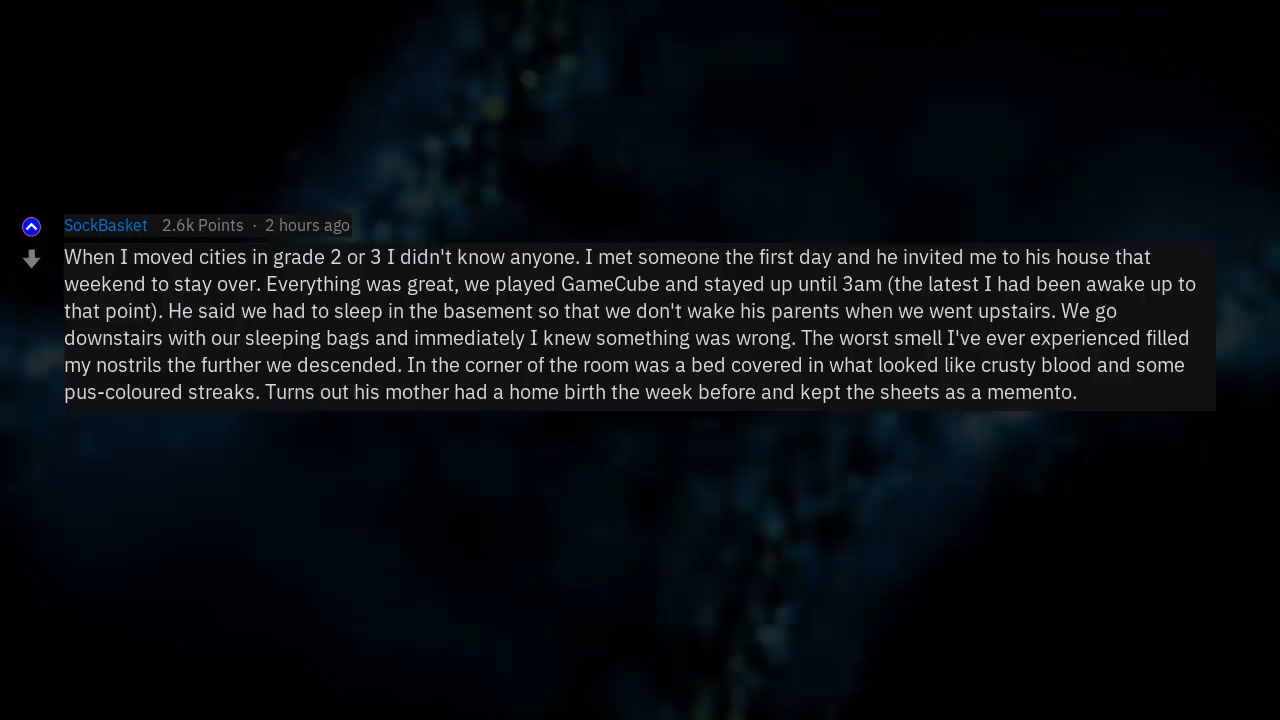 SockBasket 2.6k Points · 2 hours ago
When I moved cities in grade 2 or 3 I didn't know anyone. I met someone the first day and he invited me to his house that
weekend to stay over. Everything was great, we played GameCube and stayed up until 3am (the latest I had been awake up to
that point). He said we had to sleep in the basement so that we don't wake his parents when we went upstairs. We go
downstairs with our sleeping bags and immediately I knew something was wrong. The worst smell I've ever experienced filled
my nostrils the further we descended. In the corner of the room was a bed covered in what looked like crusty blood and some
pus-coloured streaks. Turns out his mother had a home birth the week before and kept the sheets as a memento.